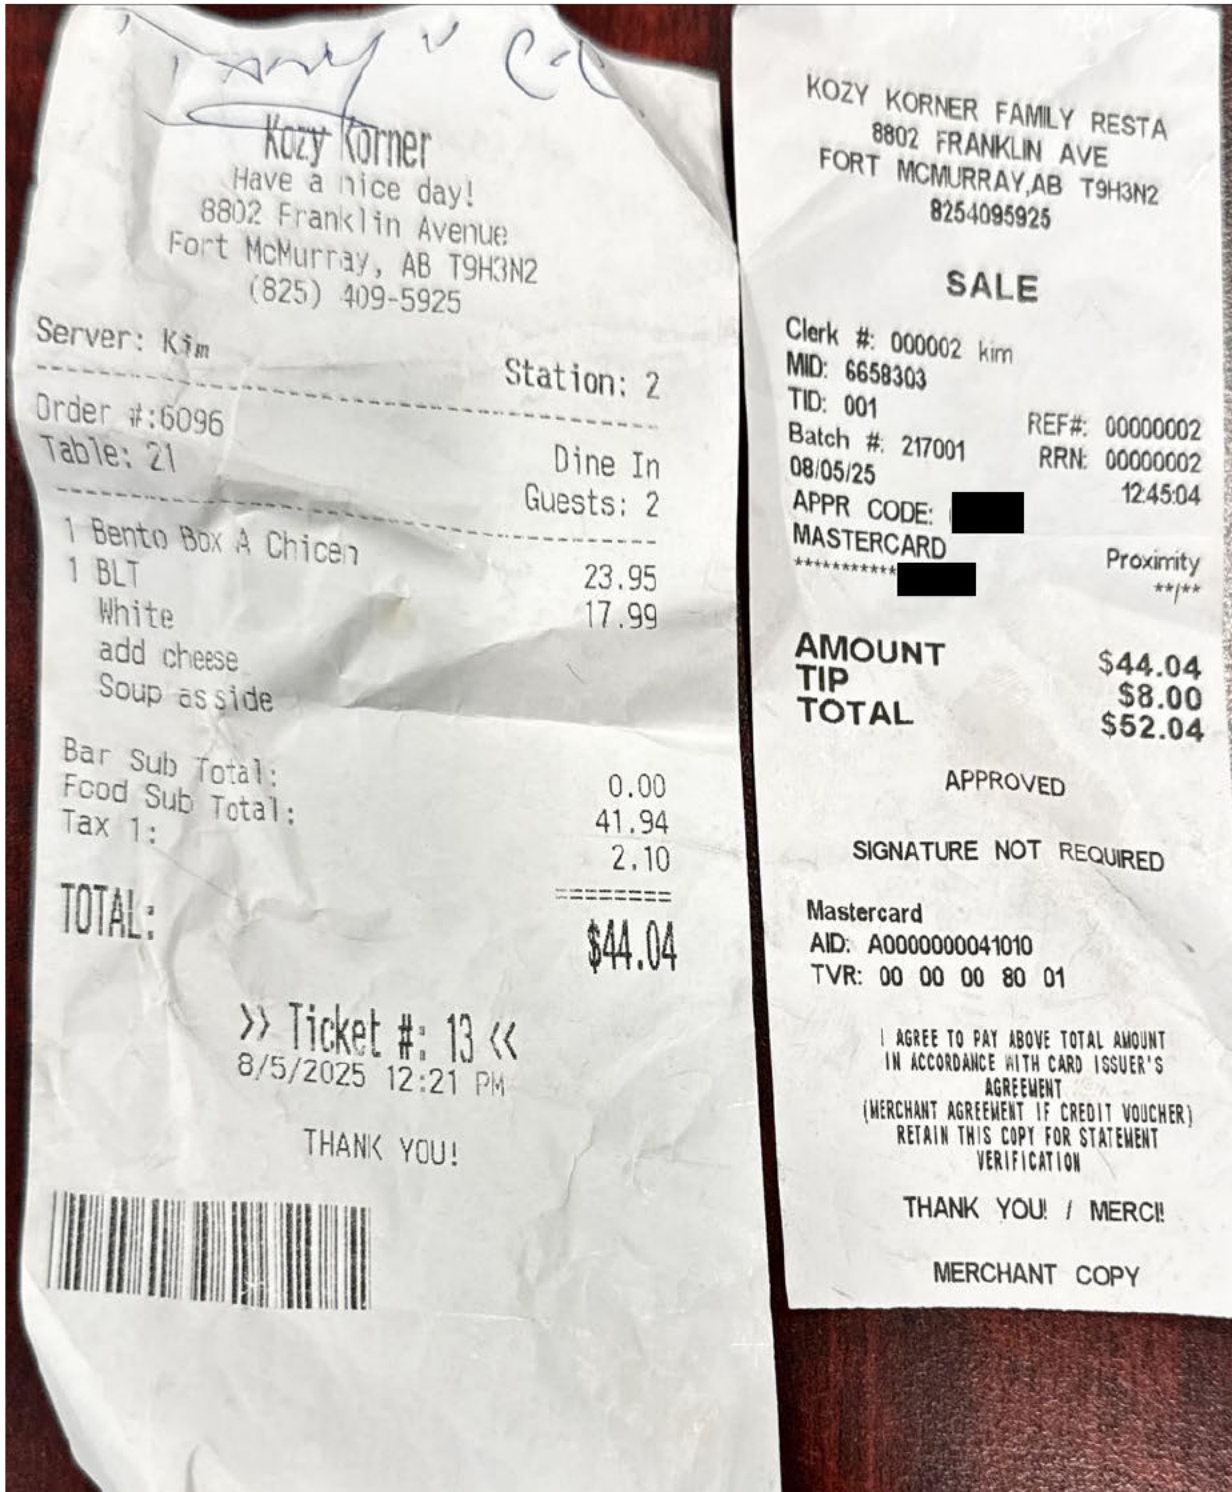 Kozy Korner
Have a nice day!
8802 Franklin Avenue
Fort McMurray, AB T9H3N2
(825) 409-5925
Server: Kim
Station: 2
Order #:6096
Dine In
Table: 21
Guests: 2
1 Bento Box A Chicen 23.95
1 BLT 17.99
White
add cheese
Soup as side
Bar Sub Total: 0.00
Food Sub Total: 41.94
Tax 1: 2.10
=======
TOTAL: $44.04
>> Ticket #: 13 <<
8/5/2025 12:21 PM
THANK YOU!
KOZY KORNER FAMILY RESTA
8802 FRANKLIN AVE
FORT MCMURRAY,AB T9H3N2
8254095925
SALE
Clerk #: 000002 kim
MID: 6658303
TID: 001 REF#: 00000002
Batch #: 217001 RRN: 00000002
08/05/25 12:45:04
APPR CODE:
MASTERCARD Proximity
*********** **/**
AMOUNT $44.04
TIP $8.00
TOTAL $52.04
APPROVED
SIGNATURE NOT REQUIRED
Mastercard
AID: A0000000041010
TVR: 00 00 00 80 01
I AGREE TO PAY ABOVE TOTAL AMOUNT
IN ACCORDANCE WITH CARD ISSUER'S
AGREEMENT
(MERCHANT AGREEMENT IF CREDIT VOUCHER)
RETAIN THIS COPY FOR STATEMENT
VERIFICATION
THANK YOU! / MERCI!
MERCHANT COPY